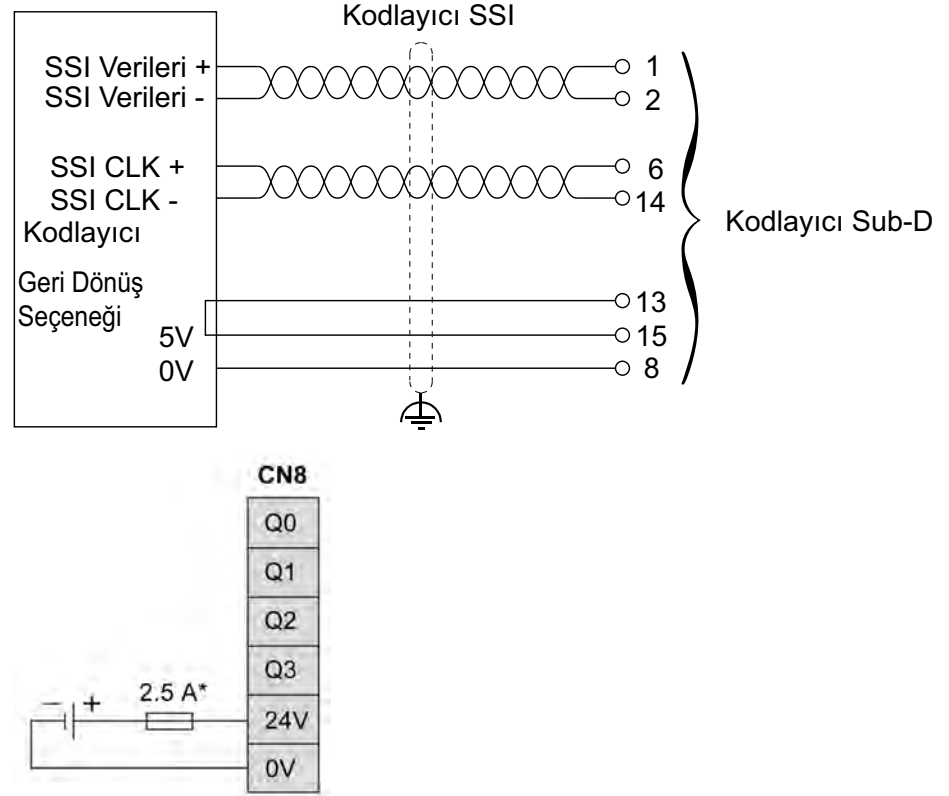 Kodlayıcı SSI
SSI Verileri + 1
SSI Verileri - 2
SSI CLK + 6
SSI CLK - 14
Kodlayıcı
Kodlayıcı Sub-D
Geri Dönüş
Seçeneği
13
5V 15
0V 8
CN8
Q0
Q1
Q2
Q3
− + 2.5 A* 24V
0V